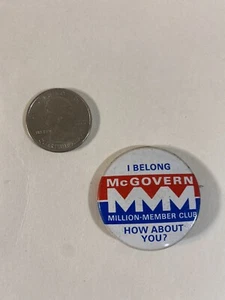 I BELONG
McGOVERN
MMM
MILLION-MEMBER CLUB
HOW ABOUT
YOU?